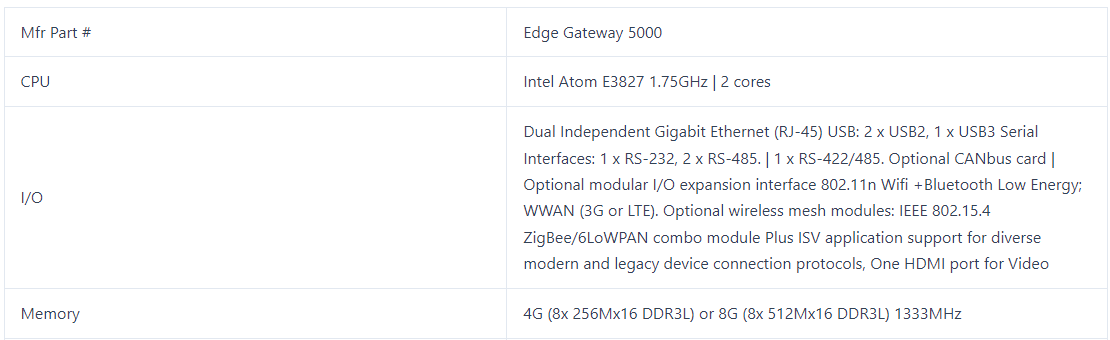 Mfr Part #
Edge Gateway 5000
CPU
Intel Atom E3827 1.75GHz | 2 cores
I/O
Dual Independent Gigabit Ethernet (RJ-45) USB: 2 x USB2, 1 x USB3 Serial
Interfaces: 1 x RS-232, 2 x RS-485. | 1 x RS-422/485. Optional CANbus card |
Optional modular I/O expansion interface 802.11n Wifi +Bluetooth Low Energy;
WWAN (3G or LTE). Optional wireless mesh modules: IEEE 802.15.4
ZigBee/6LoWPAN combo module Plus ISV application support for diverse
modern and legacy device connection protocols, One HDMI port for Video
Memory
4G (8x 256Mx16 DDR3L) or 8G (8x 512Mx16 DDR3L) 1333MHz